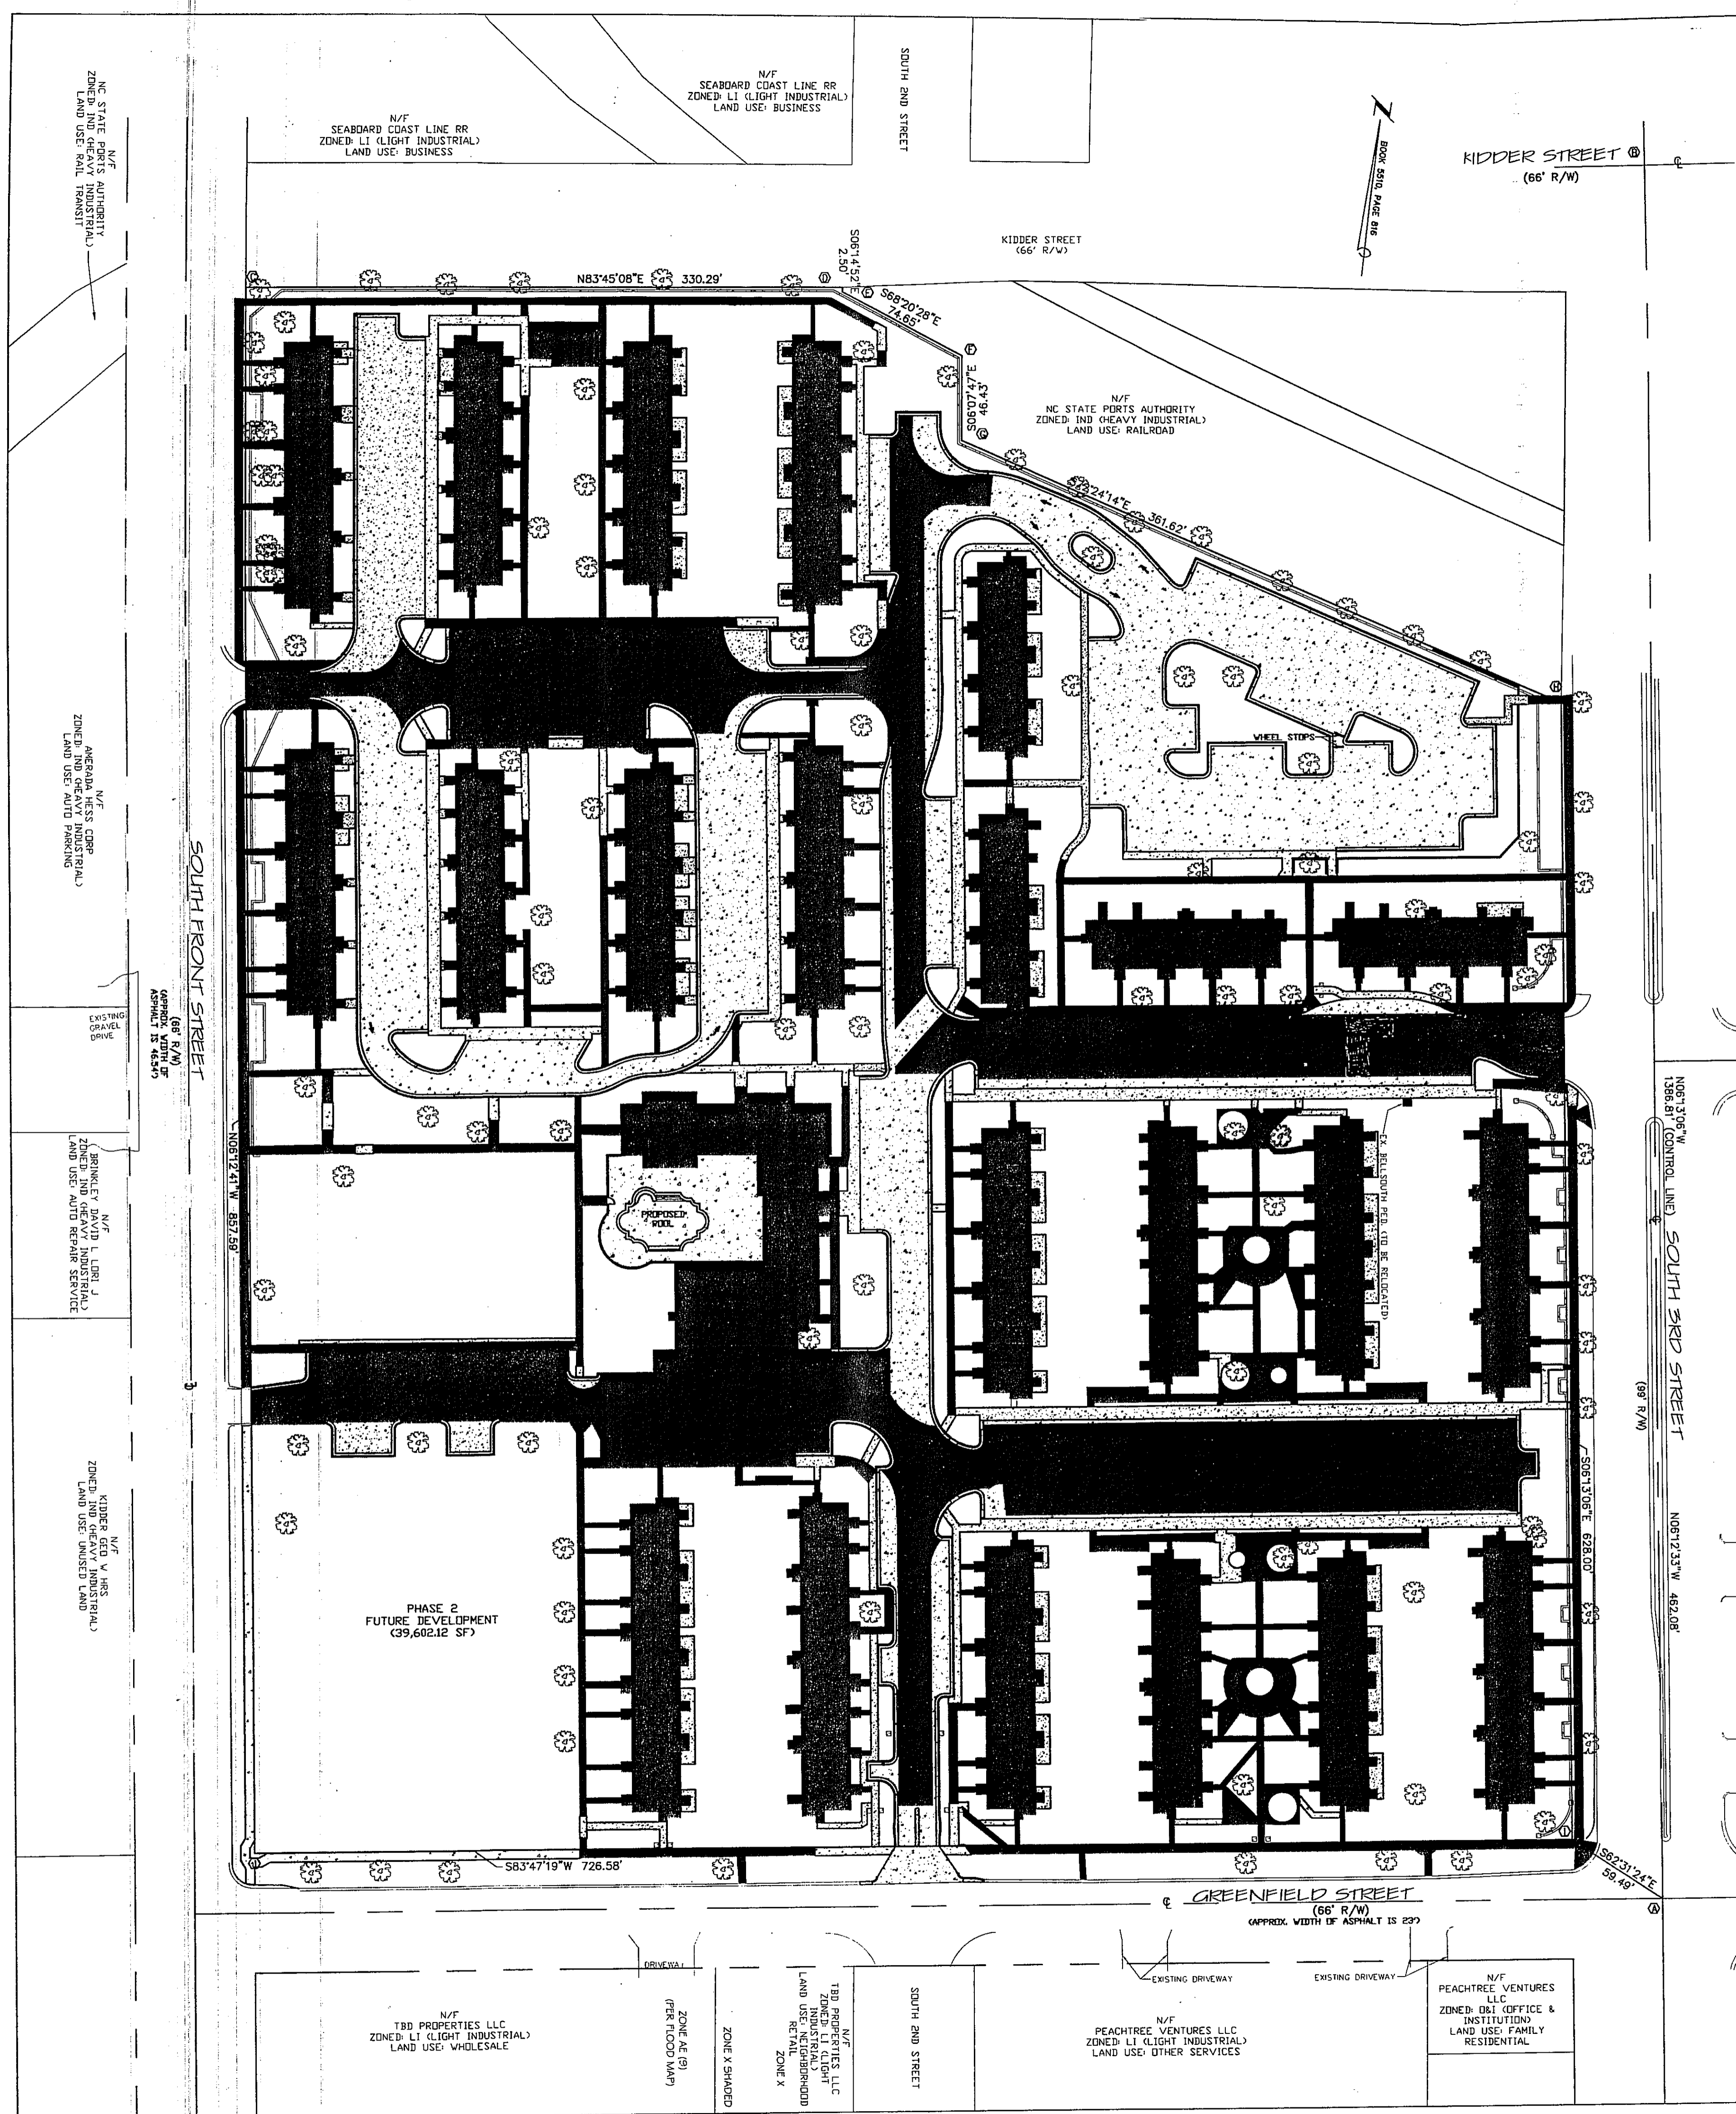 N/F
SEABOARD COAST LINE RR
ZONED: LI (LIGHT INDUSTRIAL)
LAND USE: BUSINESS
SOUTH 2ND STREET
N/F
SEABOARD COAST LINE RR
ZONED: LI (LIGHT INDUSTRIAL)
LAND USE: BUSINESS
N/F
NC STATE PORTS AUTHORITY
ZONED: IND (HEAVY INDUSTRIAL)
LAND USE: RAIL TRANSIT
BOOK 5510, PAGE 816
KIDDER STREET
(66' R/W)
KIDDER STREET
(66' R/W)
N83°45'08"E 330.29'
S06°14'52"E
2.50'
S68°20'28"E
74.65'
S06°07'47"E
46.43'
N/F
NC STATE PORTS AUTHORITY
ZONED: IND (HEAVY INDUSTRIAL)
LAND USE: RAILROAD
24'14"E 361.62'
WHEEL STOPS
N/F
AMERADA HESS CORP
ZONED: IND (HEAVY INDUSTRIAL)
LAND USE: AUTO PARKING
SOUTH FRONT STREET
(66' R/W)
(APPROX. WIDTH OF
ASPHALT IS 46.54')
EXISTING
GRAVEL
DRIVE
N/F
BRINKLEY DAVID L LORI J
ZONED: IND (HEAVY INDUSTRIAL)
LAND USE: AUTO REPAIR SERVICE
N06°12'41"W 857.59'
PROPOSED
POOL
EX. BELLSOUTH PED. (TO BE RELOCATED)
N06°13'06"W
1386.81' (CONTROL LINE)
SOUTH 3RD STREET
(99' R/W)
S06°13'06"E 628.00'
N06°12'33"W 462.08'
N/F
KIDDER GEO W HRS
ZONED: IND (HEAVY INDUSTRIAL)
LAND USE: UNUSED LAND
PHASE 2
FUTURE DEVELOPMENT
(39,602.12 SF)
S83°47'19"W 726.58'
S62°31'24"E
59.49'
GREENFIELD STREET
(66' R/W)
(APPROX. WIDTH OF ASPHALT IS 23')
EXISTING DRIVEWAY
EXISTING DRIVEWAY
N/F
TBD PROPERTIES LLC
ZONED: LI (LIGHT INDUSTRIAL)
LAND USE: WHOLESALE
ZONE AE (9)
(PER FLOOD MAP)
ZONE X SHADED
ZONE X
N/F
TBD PROPERTIES LLC
ZONED: LI (LIGHT
INDUSTRIAL)
LAND USE: NEIGHBORHOOD
RETAIL
SOUTH 2ND STREET
N/F
PEACHTREE VENTURES LLC
ZONED: LI (LIGHT INDUSTRIAL)
LAND USE: OTHER SERVICES
N/F
PEACHTREE VENTURES
LLC
ZONED: O&I (OFFICE &
INSTITUTION)
LAND USE: FAMILY
RESIDENTIAL